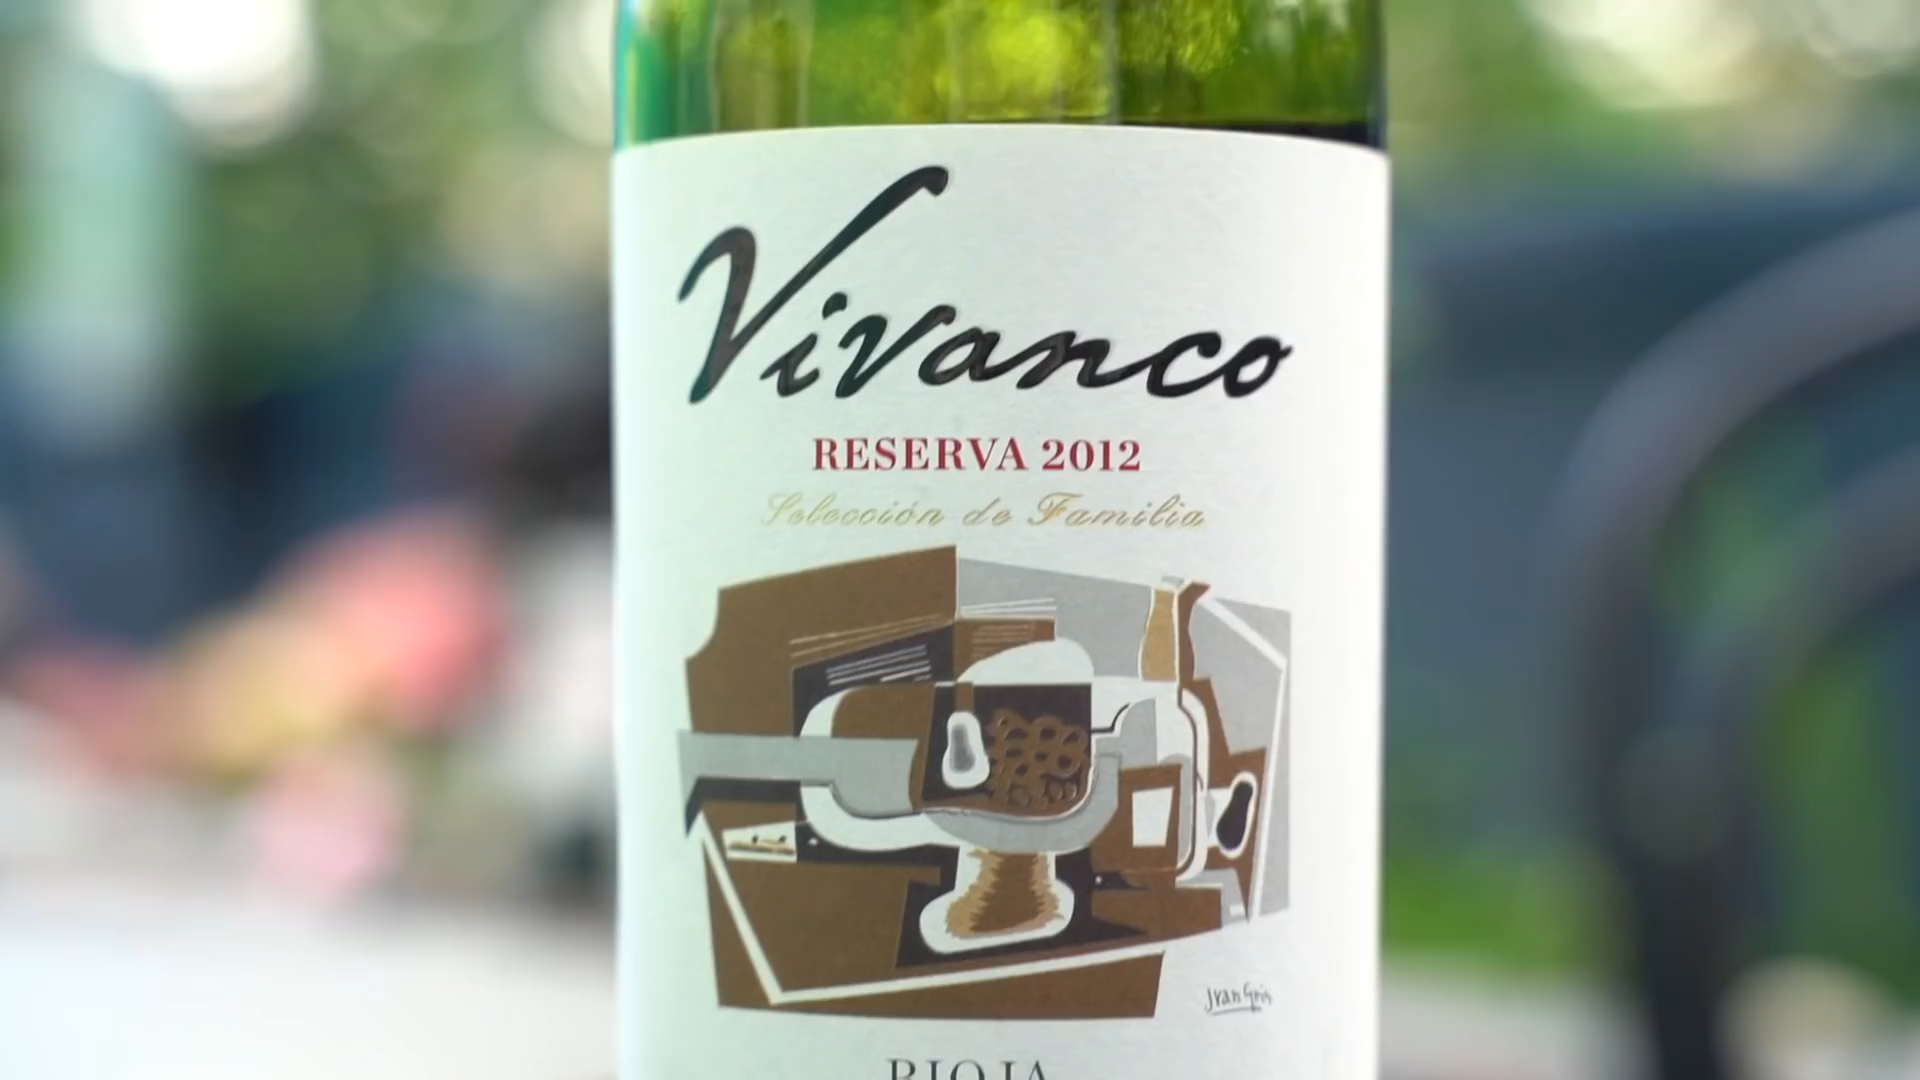 Vivanco
RESERVA 2012
Selección de Familia
Juan Gris
RIOJA